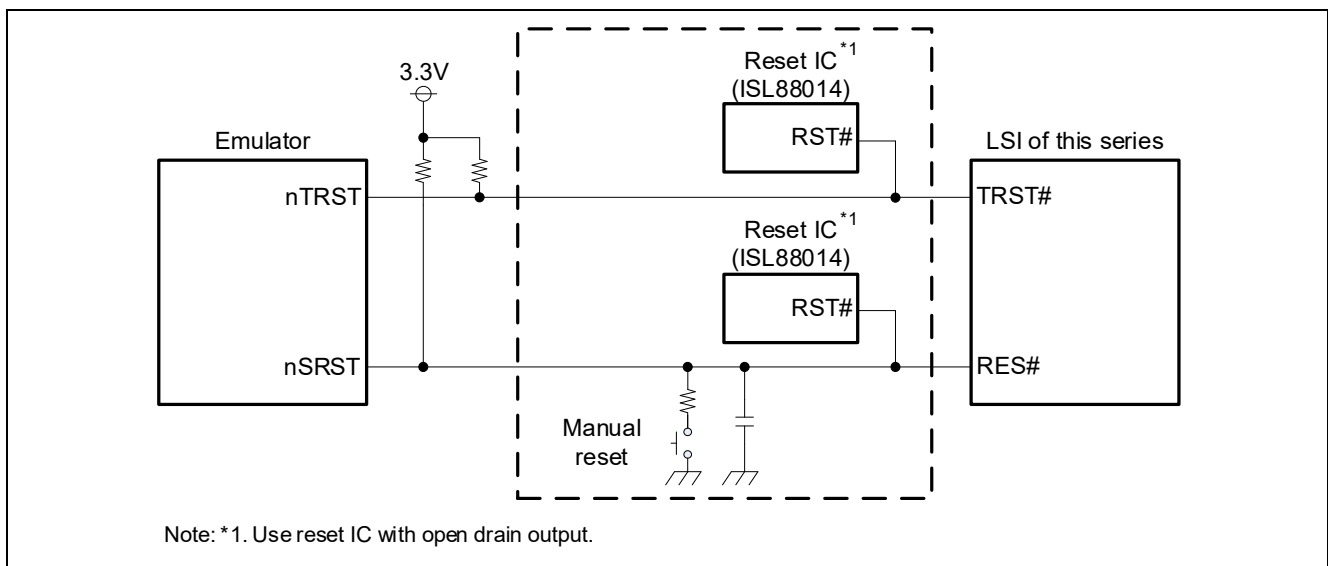 Reset IC*1
(ISL88014)
3.3V
RST#
Emulator
LSI of this series
nTRST
TRST#
Reset IC*1
(ISL88014)
RST#
nSRST
RES#
Manual
reset
Note: *1. Use reset IC with open drain output.